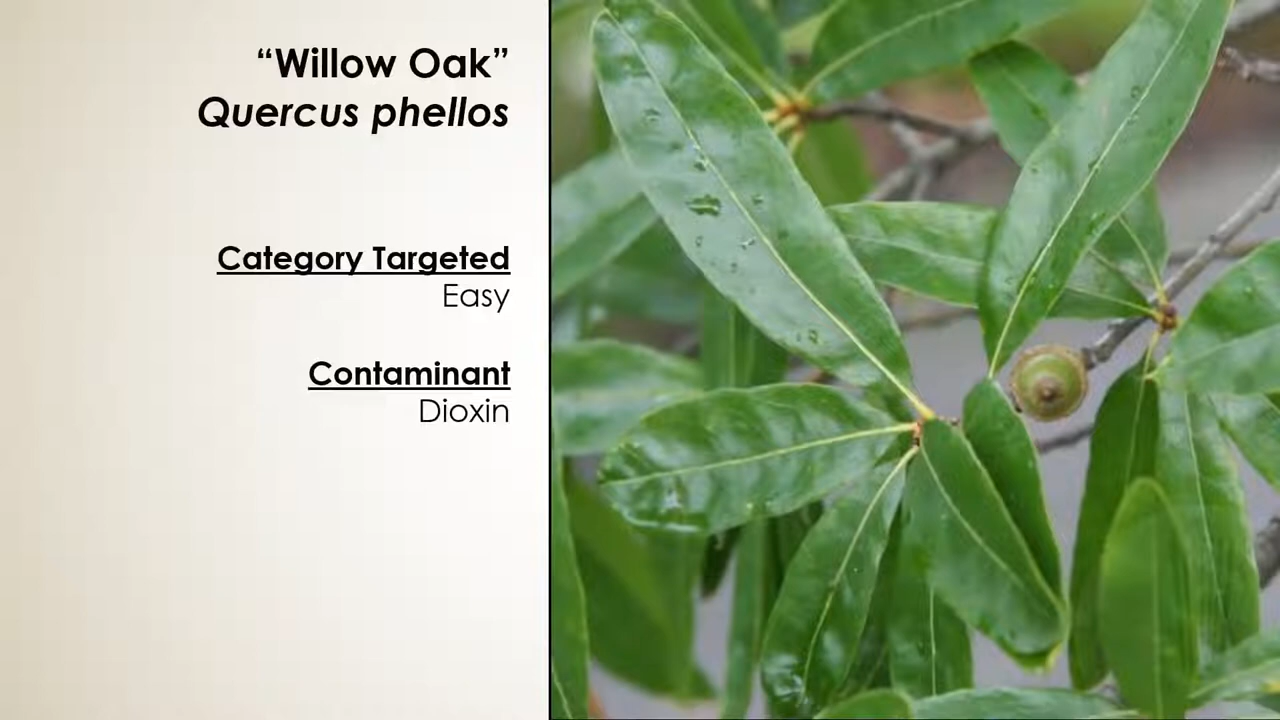 “Willow Oak”
Quercus phellos
Category Targeted
Easy
Contaminant
Dioxin